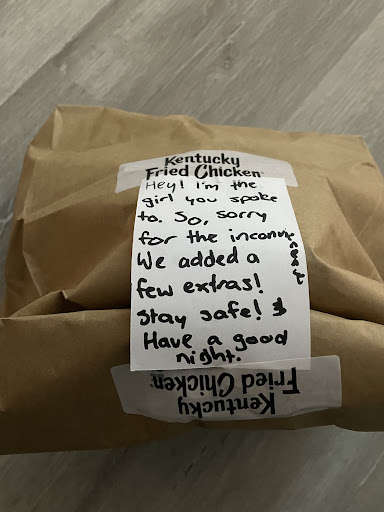 Kentucky
Fried Chicken
Hey! I'm the
girl you spoke
to. So, sorry
for the inconvenience
We added a
few extras!
Stay safe! &
Have a good
night.
Kentucky
Fried Chicken